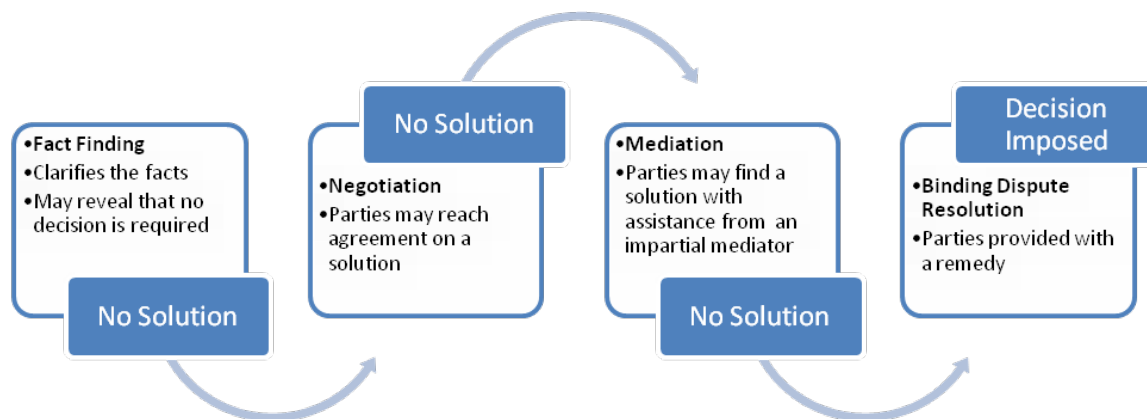 •Fact Finding
•Clarifies the facts
•May reveal that no
decision is required
No Solution
No Solution
•Negotiation
•Parties may reach
agreement on a
solution
•Mediation
•Parties may find a
solution with
assistance from an
impartial mediator
No Solution
Decision
Imposed
•Binding Dispute
Resolution
•Parties provided with
a remedy